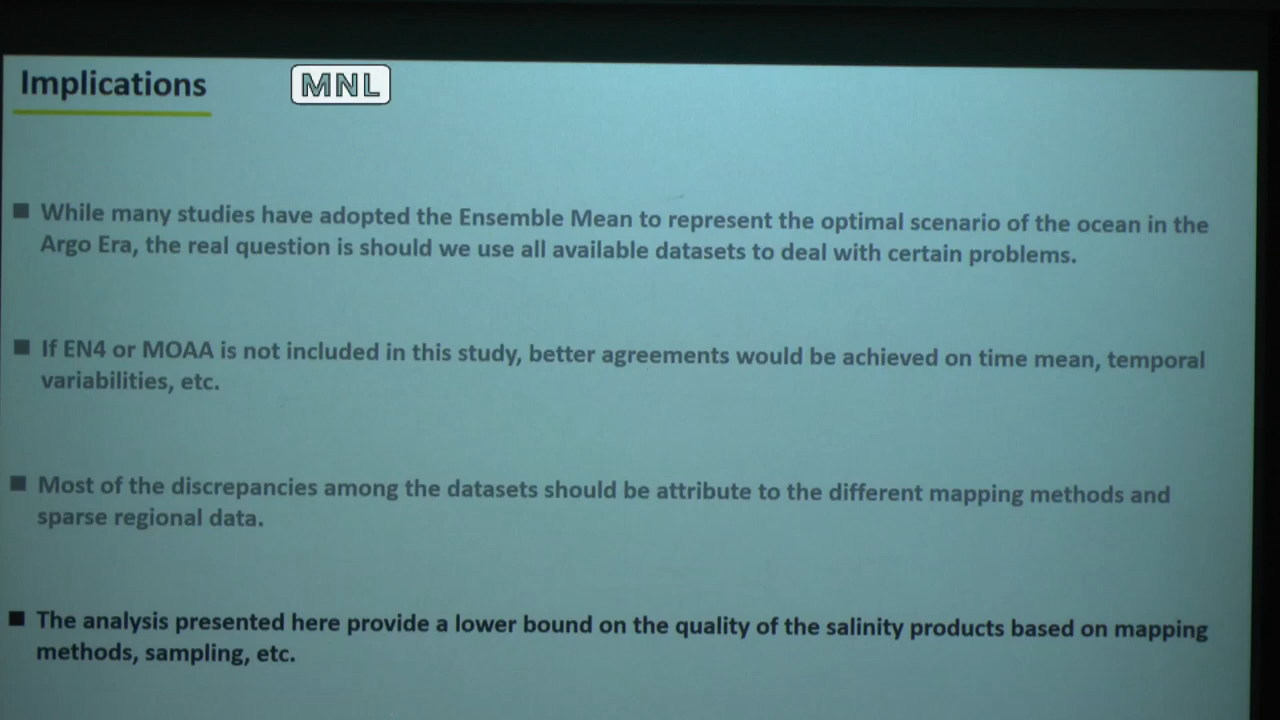 Implications
MNL
■ While many studies have adopted the Ensemble Mean to represent the optimal scenario of the ocean in the
Argo Era, the real question is should we use all available datasets to deal with certain problems.
■ If EN4 or MOAA is not included in this study, better agreements would be achieved on time mean, temporal
variabilities, etc.
■ Most of the discrepancies among the datasets should be attribute to the different mapping methods and
sparse regional data.
■ The analysis presented here provide a lower bound on the quality of the salinity products based on mapping
methods, sampling, etc.